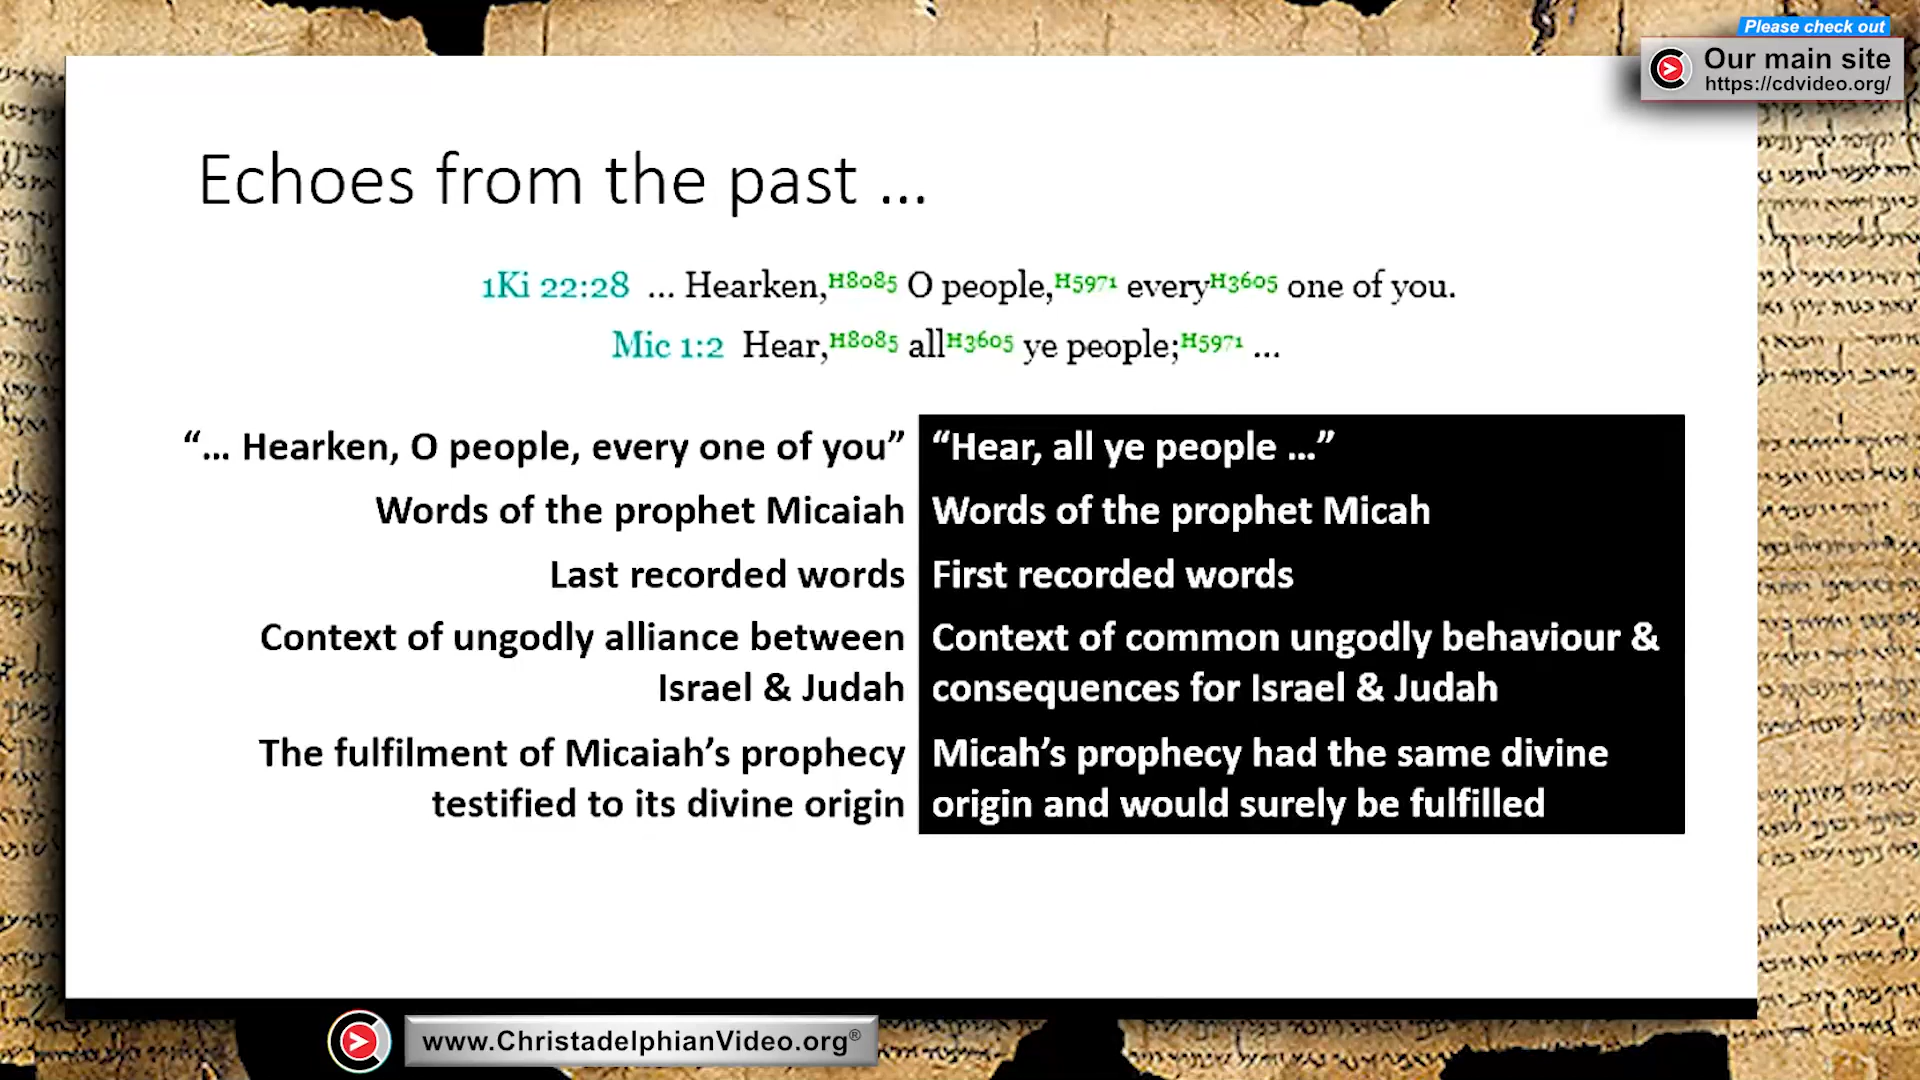 Please check out
Our main site
https://cdvideo.org/
Echoes from the past ...
1Ki 22:28 ... Hearken,H8085 O people,H5971 everyH3605 one of you.
Mic 1:2 Hear,H8085 allH3605 ye people;H5971 ...
“... Hearken, O people, every one of you”
Words of the prophet Micaiah
Last recorded words
Context of ungodly alliance between
Israel & Judah
The fulfilment of Micaiah’s prophecy
testified to its divine origin
“Hear, all ye people ...”
Words of the prophet Micah
First recorded words
Context of common ungodly behaviour &
consequences for Israel & Judah
Micah’s prophecy had the same divine
origin and would surely be fulfilled
www.ChristadelphianVideo.org®